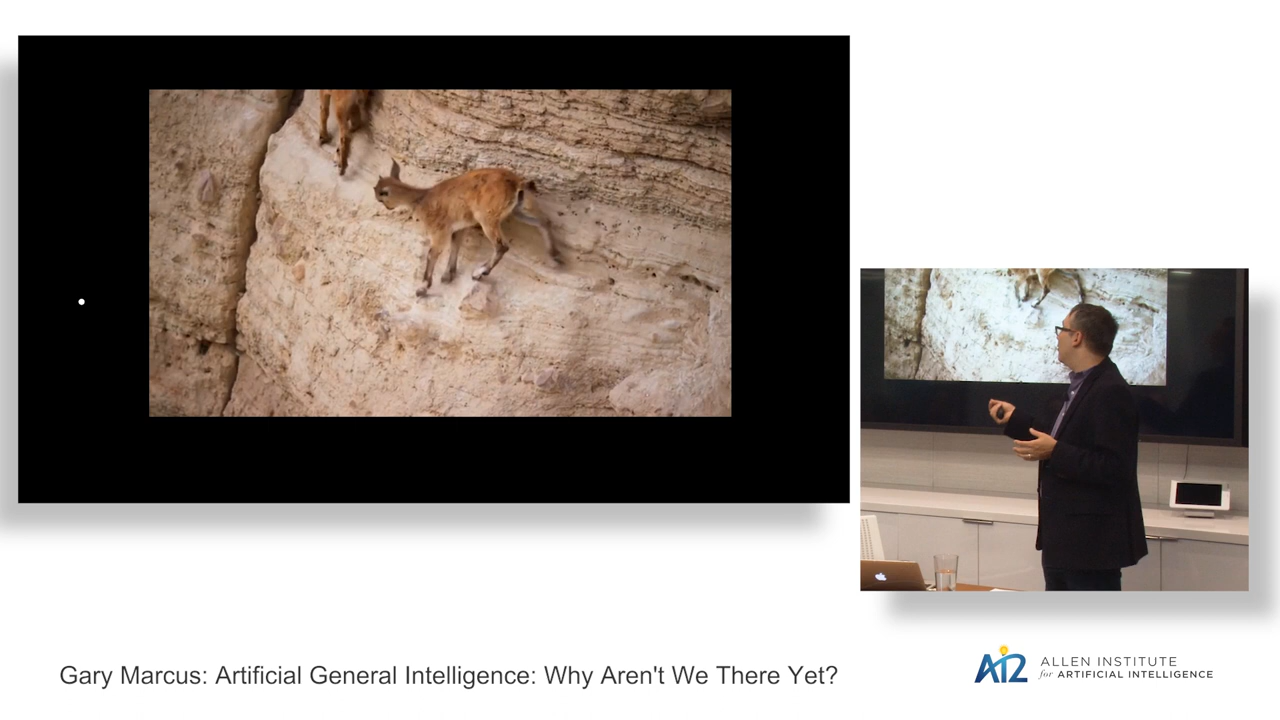 Gary Marcus: Artificial General Intelligence: Why Aren't We There Yet?
AI2
ALLEN INSTITUTE
for ARTIFICIAL INTELLIGENCE